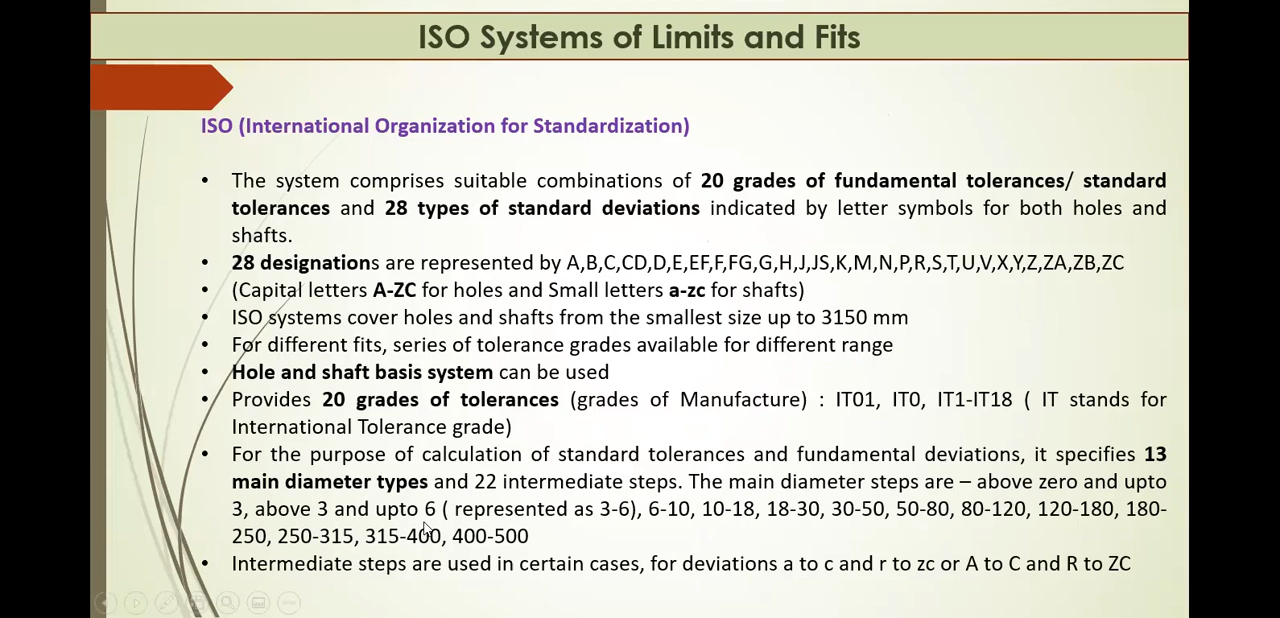 ISO Systems of Limits and Fits
ISO (International Organization for Standardization)
• The system comprises suitable combinations of 20 grades of fundamental tolerances/ standard
tolerances and 28 types of standard deviations indicated by letter symbols for both holes and
shafts.
• 28 designations are represented by A,B,C,CD,D,E,EF,F,FG,G,H,J,JS,K,M,N,P,R,S,T,U,V,X,Y,Z,ZA,ZB,ZC
• (Capital letters A-ZC for holes and Small letters a-zc for shafts)
• ISO systems cover holes and shafts from the smallest size up to 3150 mm
• For different fits, series of tolerance grades available for different range
• Hole and shaft basis system can be used
• Provides 20 grades of tolerances (grades of Manufacture) : IT01, IT0, IT1-IT18 ( IT stands for
International Tolerance grade)
• For the purpose of calculation of standard tolerances and fundamental deviations, it specifies 13
main diameter types and 22 intermediate steps. The main diameter steps are – above zero and upto
3, above 3 and upto 6 ( represented as 3-6), 6-10, 10-18, 18-30, 30-50, 50-80, 80-120, 120-180, 180-
250, 250-315, 315-400, 400-500
• Intermediate steps are used in certain cases, for deviations a to c and r to zc or A to C and R to ZC